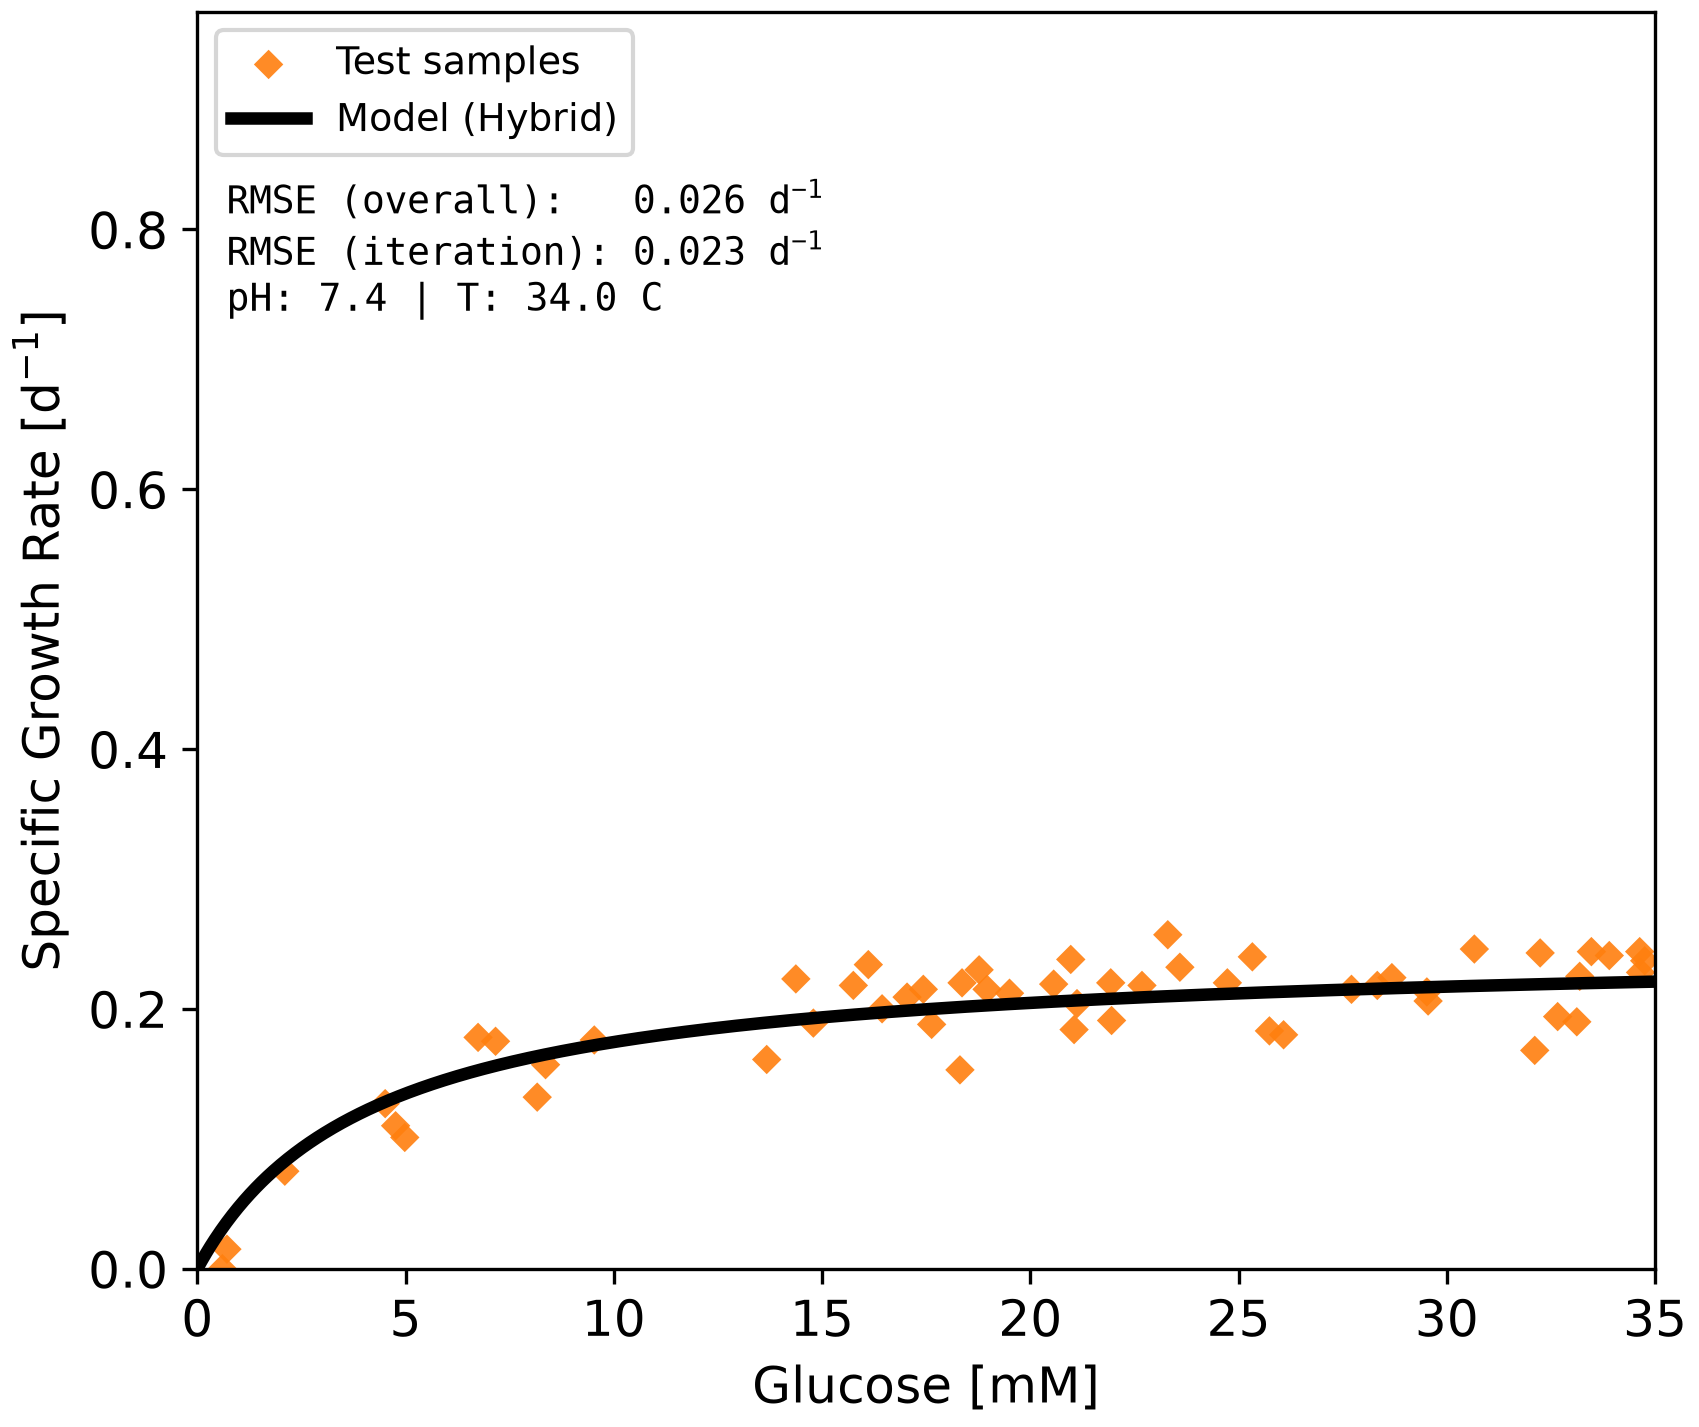 Test samples
Model (Hybrid)
RMSE (overall):   0.026 d⁻¹
RMSE (iteration): 0.023 d⁻¹
pH: 7.4 | T: 34.0 C
0.8
0.6
0.4
0.2
0.0
Specific Growth Rate [d⁻¹]
0 5 10 15 20 25 30 35
Glucose [mM]